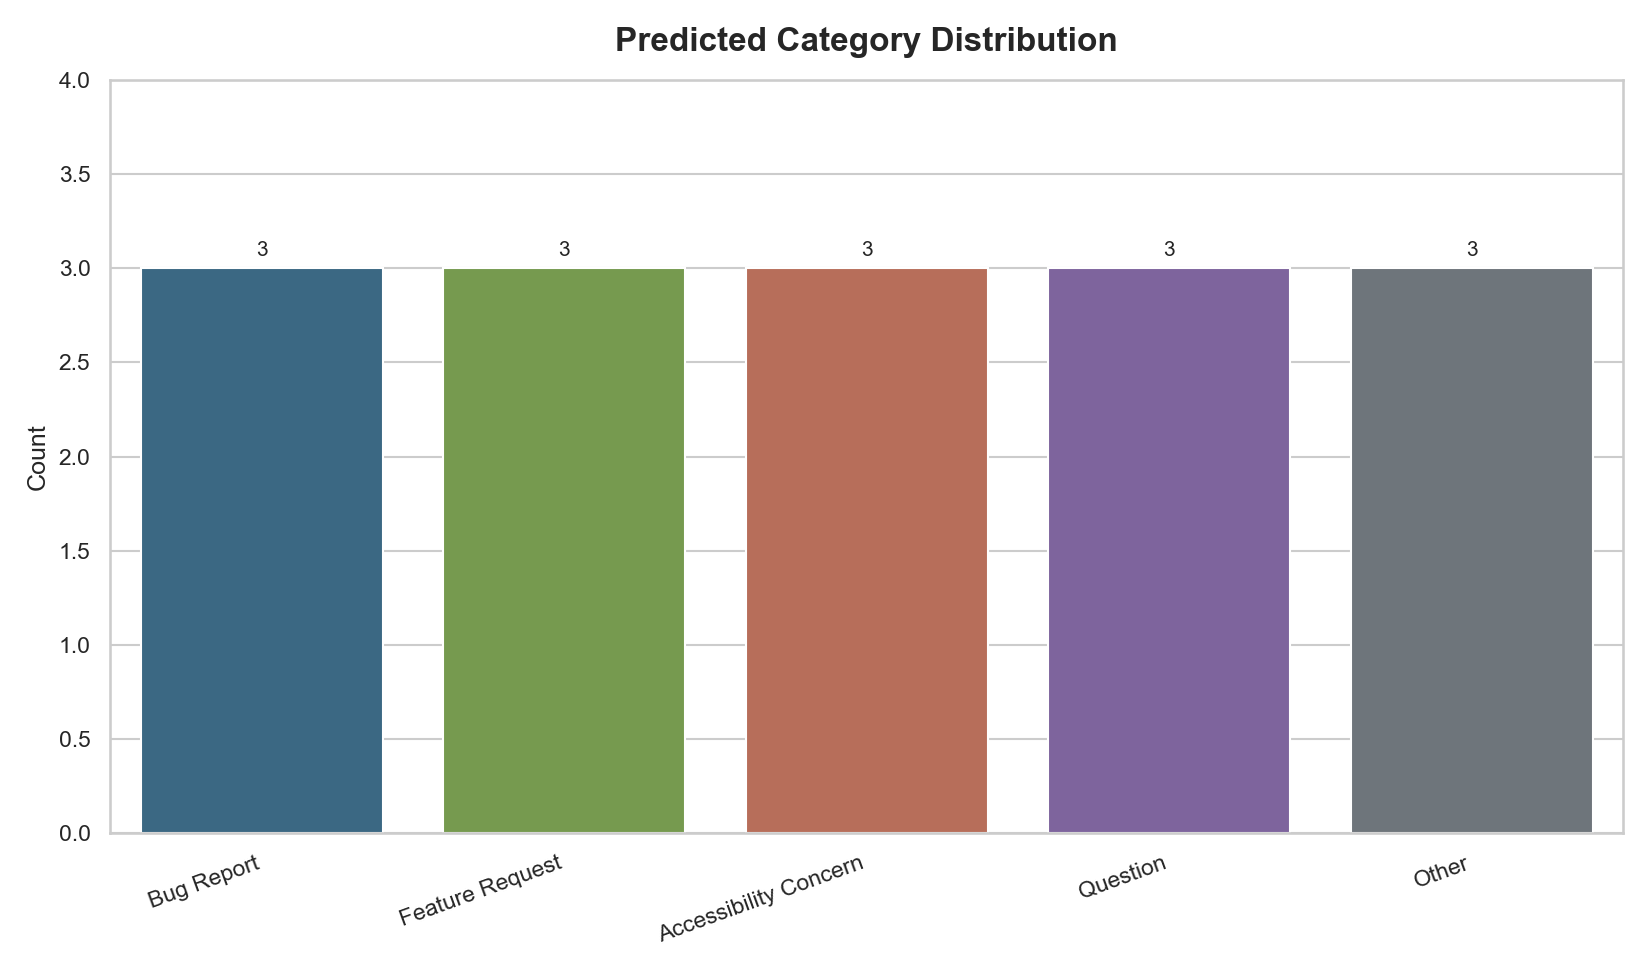 Predicted Category Distribution
4.0
3.5
3.0
2.5
2.0
1.5
1.0
0.5
0.0
Count
3 3 3 3 3
Bug Report
Feature Request
Accessibility Concern
Question
Other